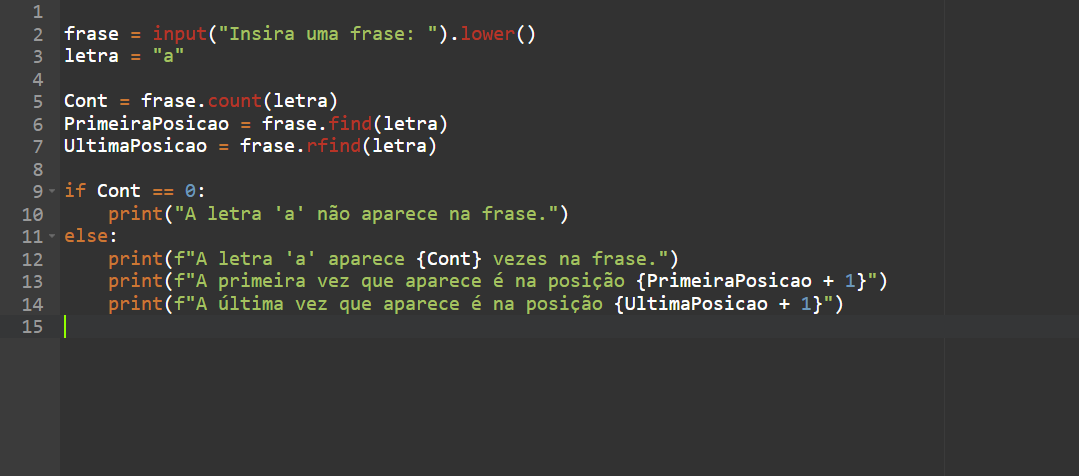 1
2 frase = input("Insira uma frase: ").lower()
3 letra = "a"
4
5 Cont = frase.count(letra)
6 PrimeiraPosicao = frase.find(letra)
7 UltimaPosicao = frase.rfind(letra)
8
9 if Cont == 0:
10     print("A letra 'a' não aparece na frase.")
11 else:
12     print(f"A letra 'a' aparece {Cont} vezes na frase.")
13     print(f"A primeira vez que aparece é na posição {PrimeiraPosicao + 1}")
14     print(f"A última vez que aparece é na posição {UltimaPosicao + 1}")
15